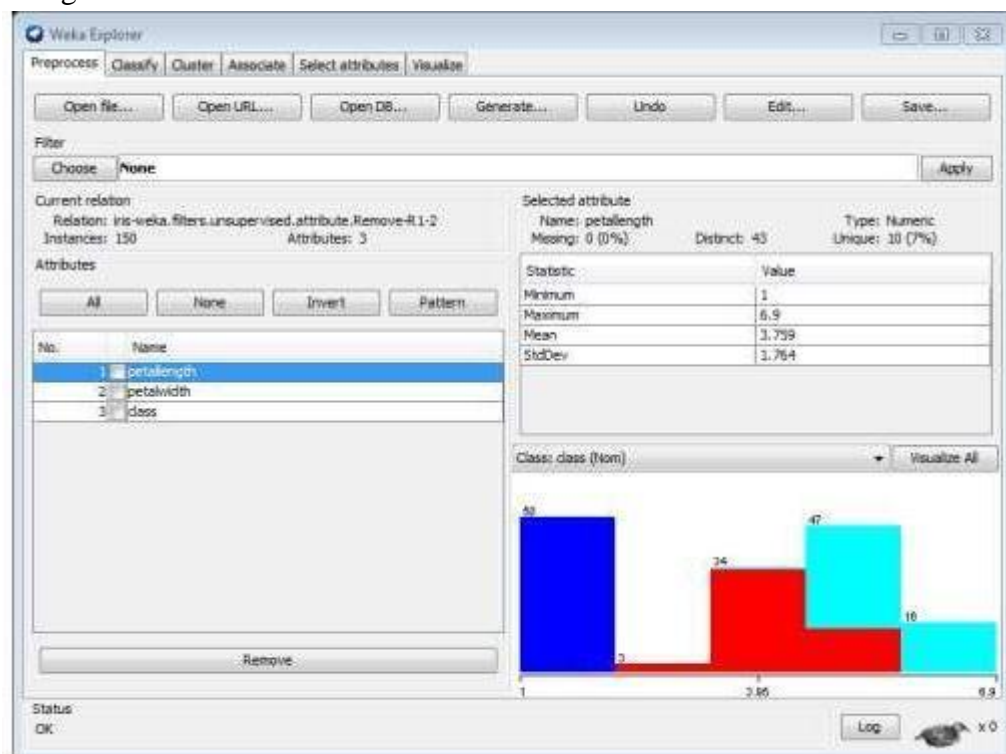 Weka Explorer
Preprocess Classify Cluster Associate Select attributes Visualize
Open file... Open URL... Open DB... Generate... Undo Edit... Save...
Filter
Choose None Apply
Current relation
Relation: iris-weka.filters.unsupervised.attribute.Remove-R1-2
Instances: 150 Attributes: 3
Selected attribute
Name: petallength Type: Numeric
Missing: 0 (0%) Distinct: 43 Unique: 10 (7%)
Attributes
All None Invert Pattern
No. Name
1 petallength
2 petalwidth
3 class
Remove
Statistic Value
Minimum 1
Maximum 6.9
Mean 3.759
StdDev 1.764
Class: class (Nom) Visualize All
50
3
34
47
16
1 3.95 6.9
Status
OK
Log x 0